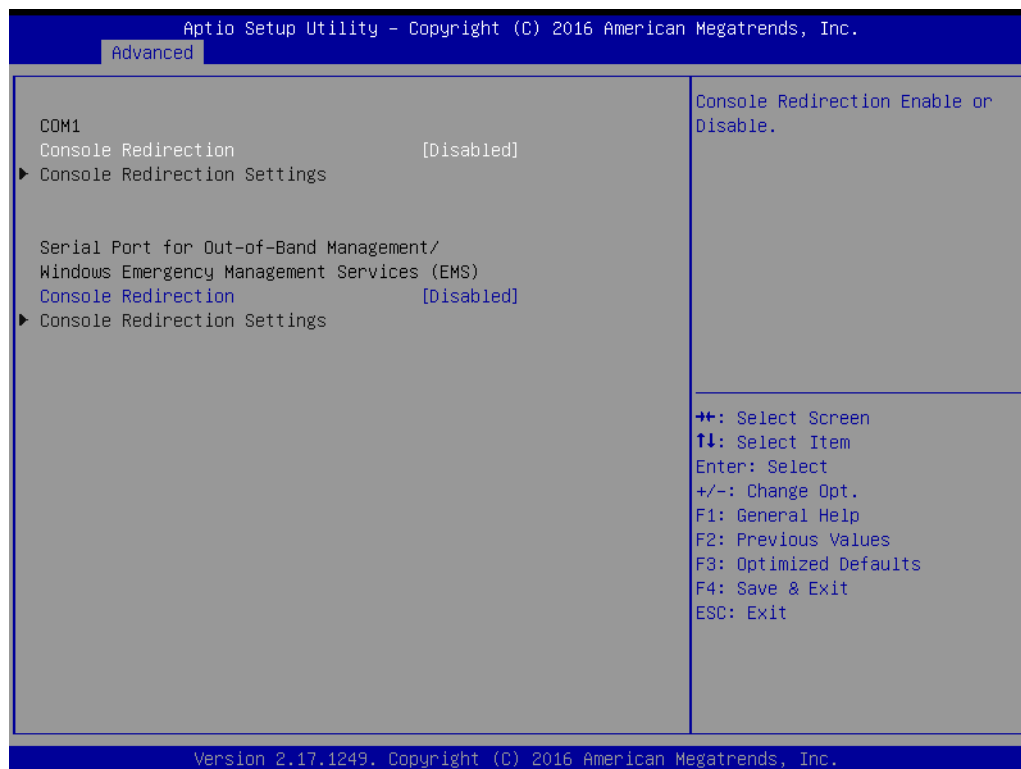 Aptio Setup Utility – Copyright (C) 2016 American Megatrends, Inc.
Advanced
COM1
Console Redirection [Disabled]
▶ Console Redirection Settings
Serial Port for Out-of-Band Management/
Windows Emergency Management Services (EMS)
Console Redirection [Disabled]
▶ Console Redirection Settings
Console Redirection Enable or
Disable.
→←: Select Screen
↑↓: Select Item
Enter: Select
+/-: Change Opt.
F1: General Help
F2: Previous Values
F3: Optimized Defaults
F4: Save & Exit
ESC: Exit
Version 2.17.1249. Copyright (C) 2016 American Megatrends, Inc.